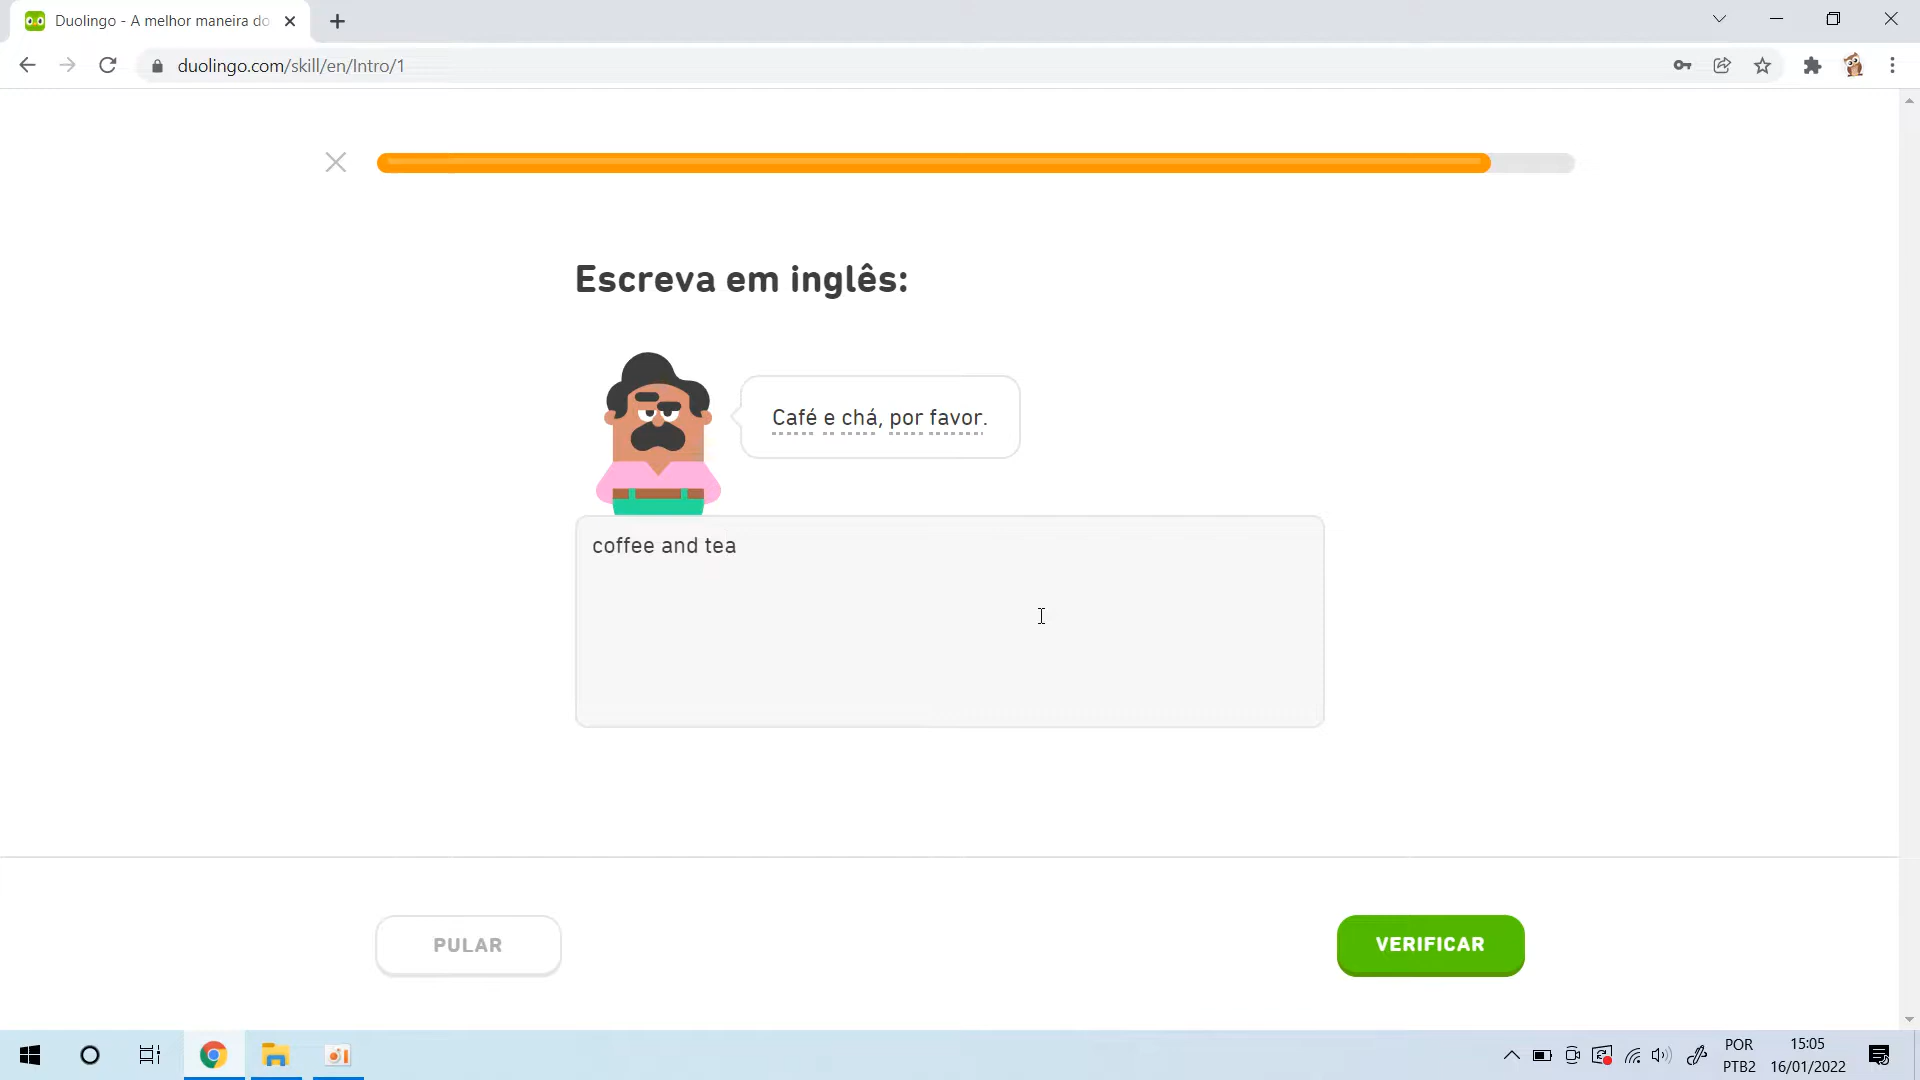 Duolingo - A melhor maneira do
duolingo.com/skill/en/Intro/1
Escreva em inglês:
Café e chá, por favor.
coffee and tea
PULAR
VERIFICAR
POR
PTB2
15:05
16/01/2022